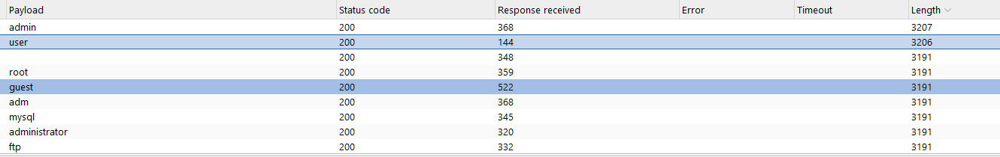 Payload Status code Response received Error Timeout Length
admin 200 368 3207
user 200 144 3206
200 348 3191
root 200 359 3191
guest 200 522 3191
adm 200 368 3191
mysql 200 345 3191
administrator 200 320 3191
ftp 200 332 3191